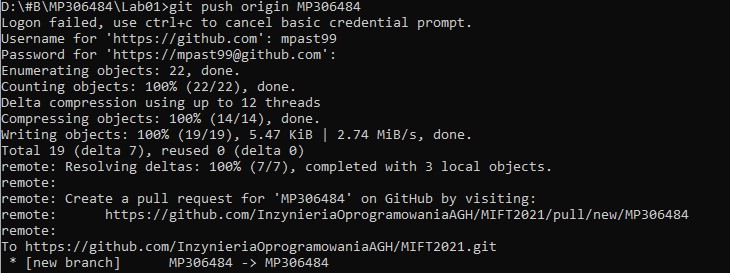 D:\#B\MP306484\Lab01>git push origin MP306484
Logon failed, use ctrl+c to cancel basic credential prompt.
Username for 'https://github.com': mpast99
Password for 'https://mpast99@github.com':
Enumerating objects: 22, done.
Counting objects: 100% (22/22), done.
Delta compression using up to 12 threads
Compressing objects: 100% (14/14), done.
Writing objects: 100% (19/19), 5.47 KiB | 2.74 MiB/s, done.
Total 19 (delta 7), reused 0 (delta 0)
remote: Resolving deltas: 100% (7/7), completed with 3 local objects.
remote:
remote: Create a pull request for 'MP306484' on GitHub by visiting:
remote:      https://github.com/InzynieriaOprogramowaniaAGH/MIFT2021/pull/new/MP306484
remote:
To https://github.com/InzynieriaOprogramowaniaAGH/MIFT2021.git
 * [new branch]      MP306484 -> MP306484